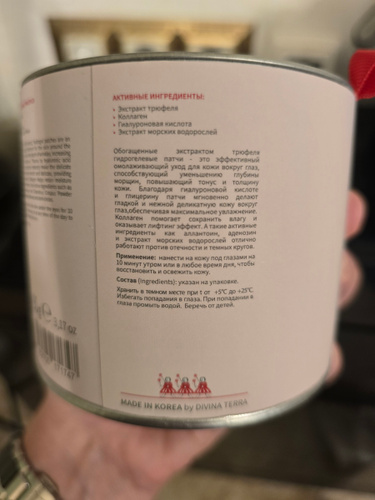 АКТИВНЫЕ ИНГРЕДИЕНТЫ:
• Экстракт трюфеля
• Коллаген
• Гиалуроновая кислота
• Экстракт морских водорослей
Обогащенные экстрактом трюфеля
гидрогелевые патчи - это эффективный
омолаживающий уход для кожи вокруг глаз,
способствующий уменьшению глубины
морщин, повышающий тонус и толщину
кожи. Благодаря гиалуроновой кислоте
и глицерину патчи мгновенно делают
гладкой и нежной деликатную кожу вокруг
глаз,обеспечивая максимальное увлажнение.
Коллаген помогает сохранить влагу и
оказывает лифтинг эффект. А такие активные
ингредиенты как аллантоин, аденозин
и экстракт морских водорослей отлично
работают против отечности и темных кругов.
Применение: нанести на кожу под глазами на
10 минут утром или в любое время дня, чтобы
восстановить и освежить кожу.
Состав (ingredients): указан на упаковке.
Хранить в темном месте при t от +5°C до +25°C.
Избегать попадания в глаза. При попадании в
глаза промыть водой. Беречь от детей.
MADE IN KOREA by DIVINA TERRA
g ℮ - 3.17 oz